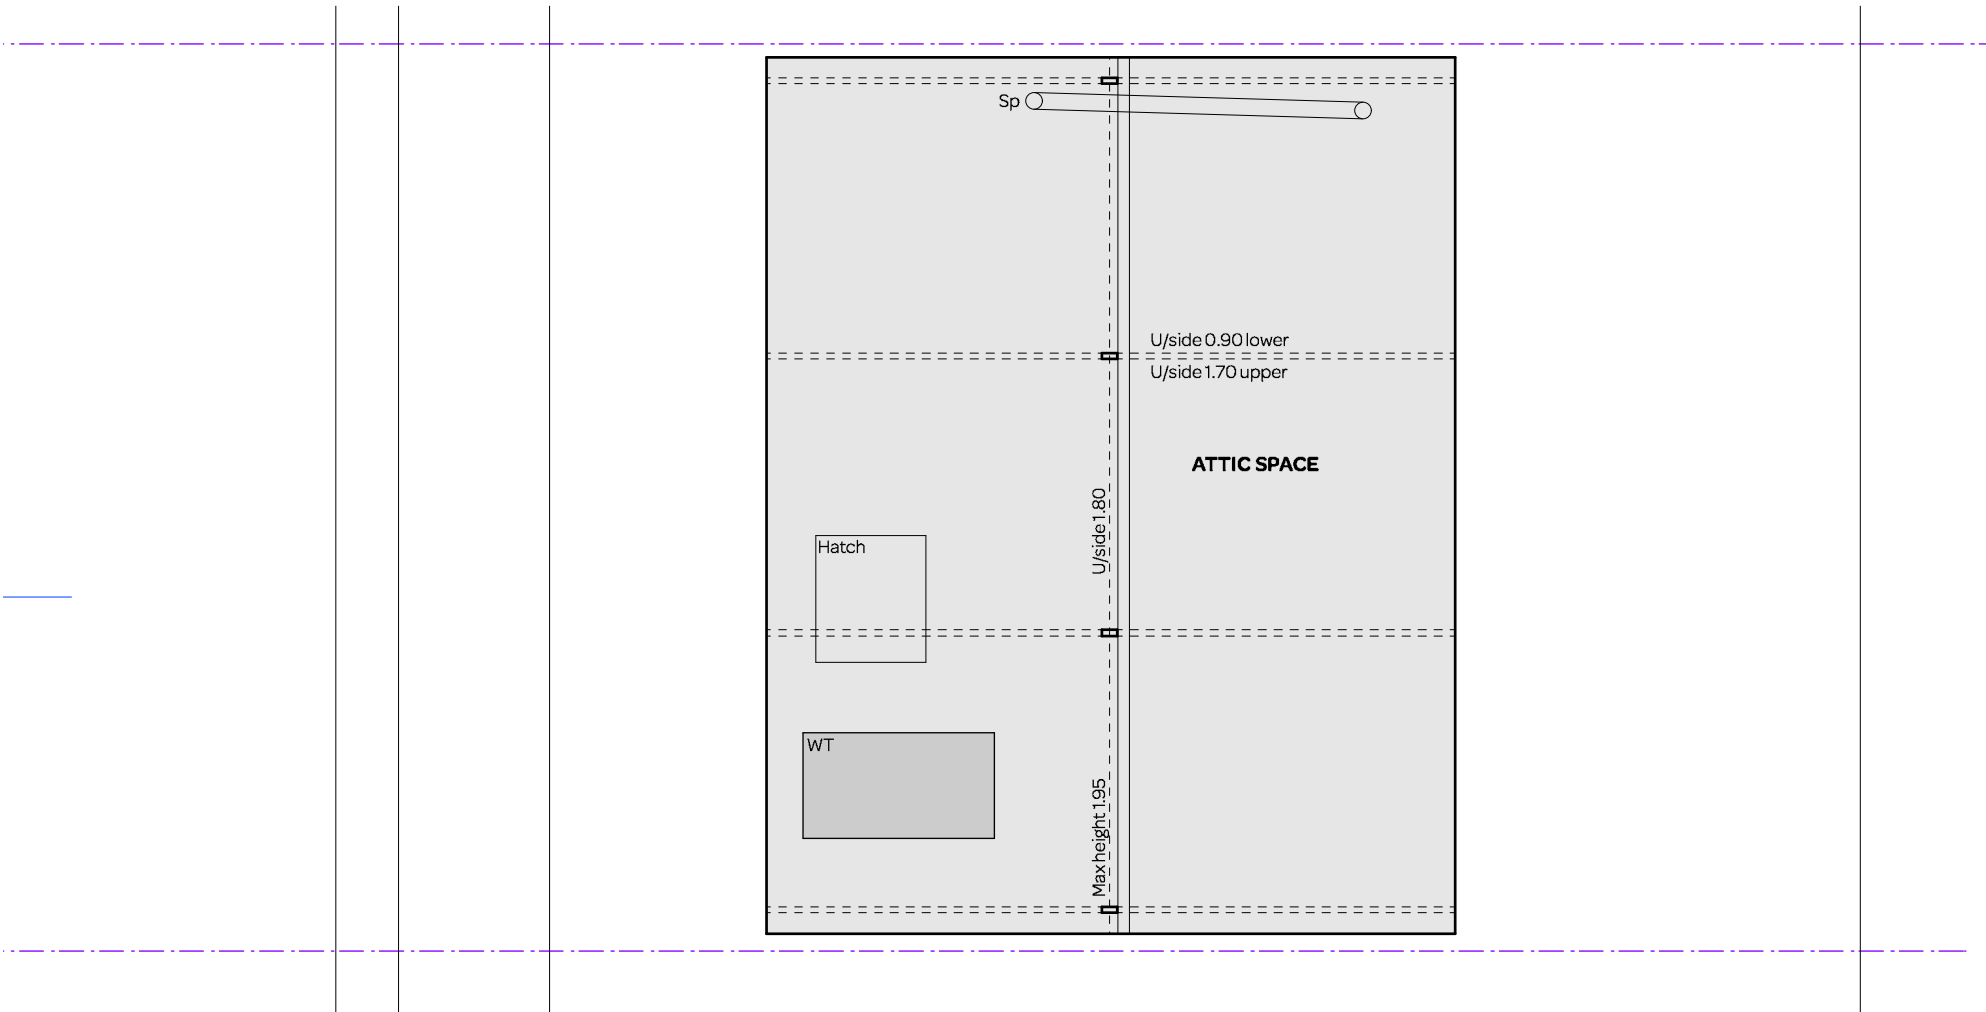 Sp
U/side 0.90 lower
U/side 1.70 upper
ATTIC SPACE
U/side 1.80
Hatch
WT
Max height 1.95